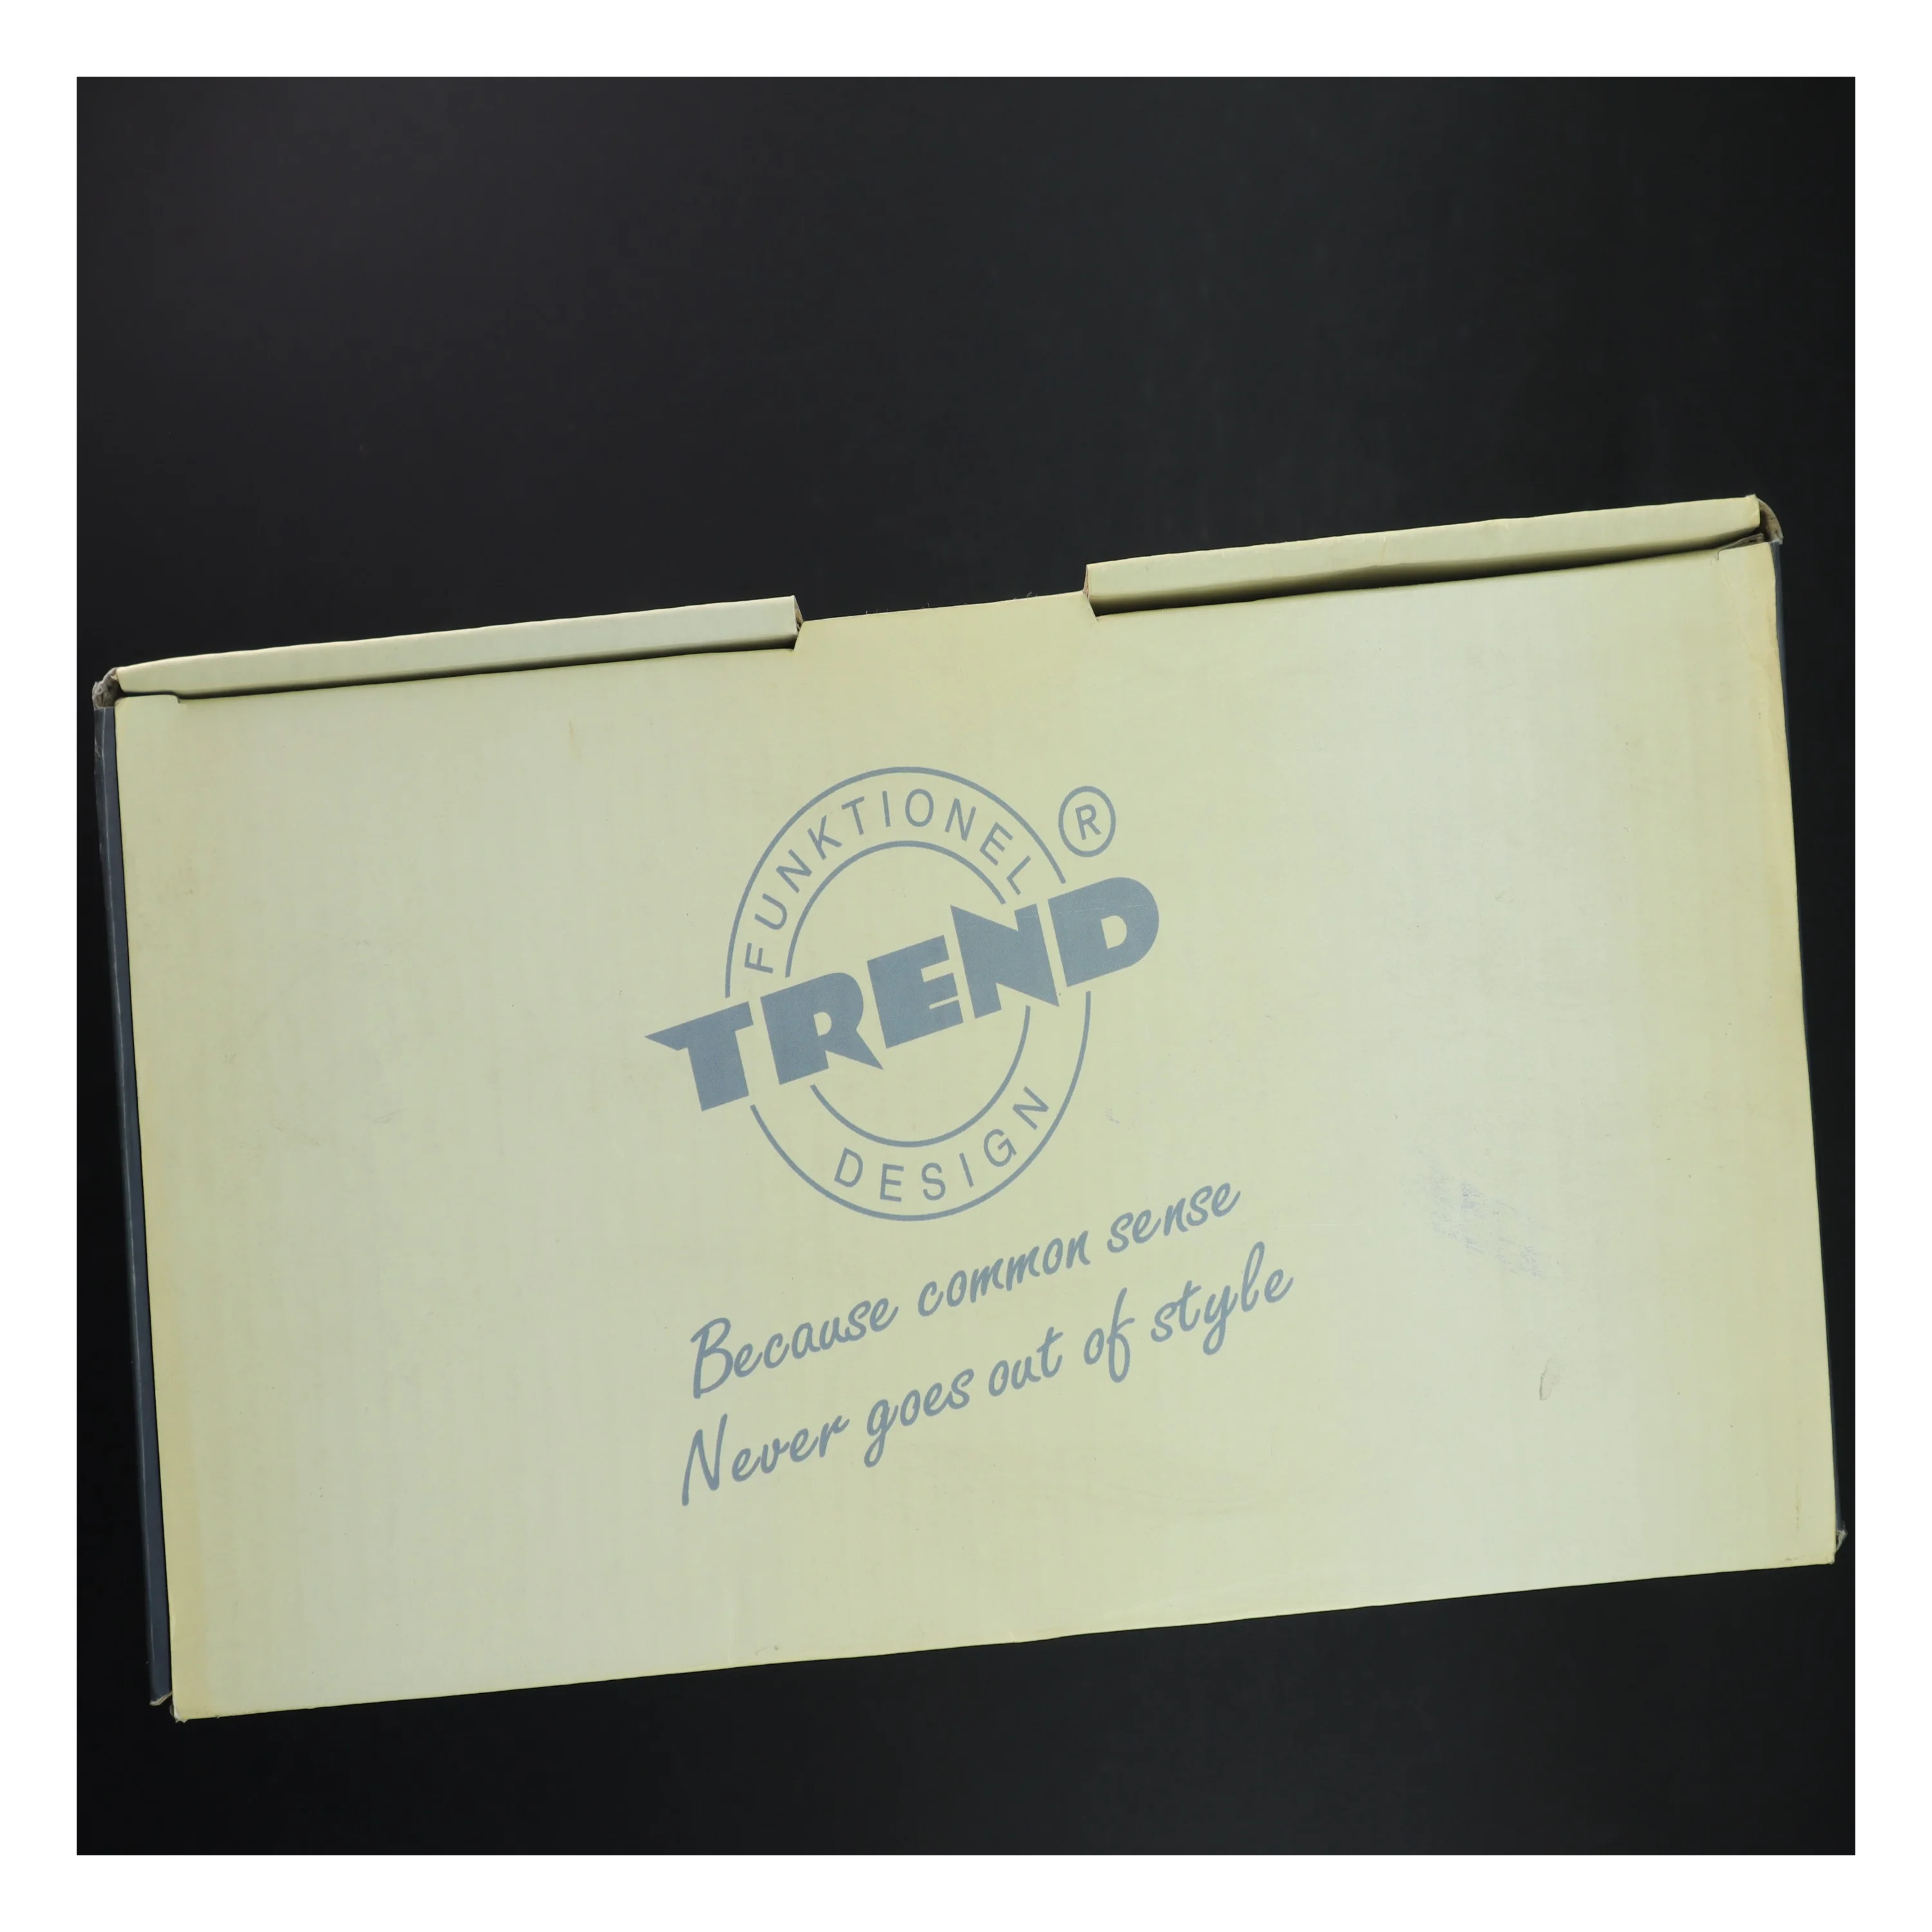 FUNKTIONEL
®
TREND
DESIGN
Because common sense
Never goes out of style